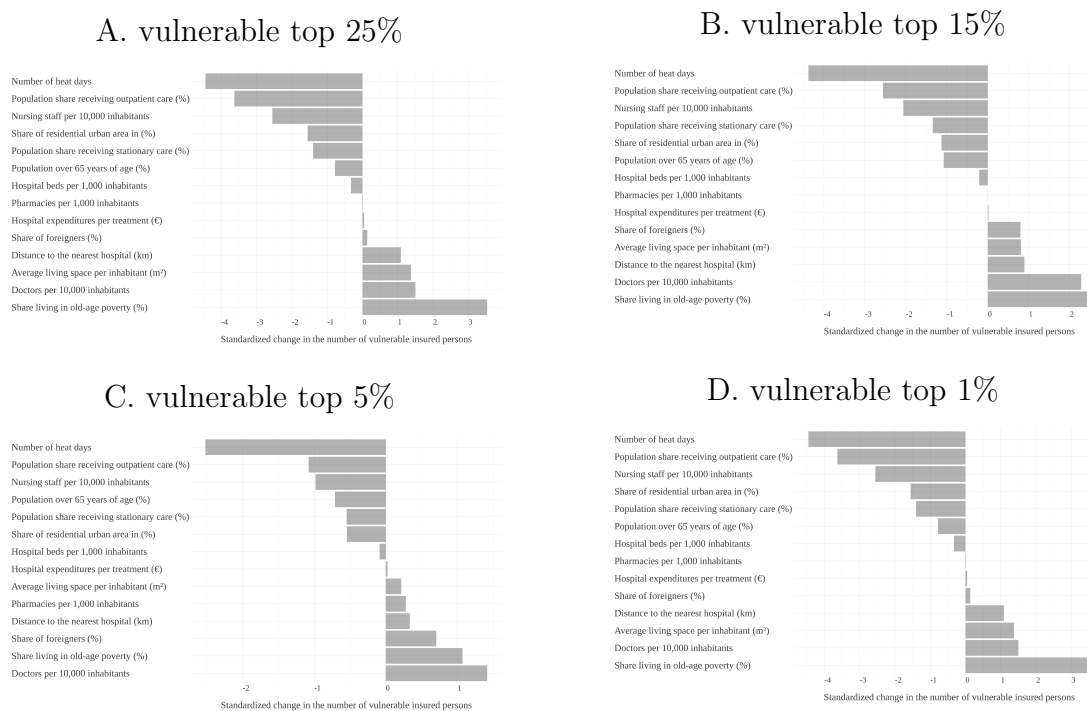 A. vulnerable top 25%
Number of heat days
Population share receiving outpatient care (%)
Nursing staff per 10,000 inhabitants
Share of residential urban area in (%)
Population share receiving stationary care (%)
Population over 65 years of age (%)
Hospital beds per 1,000 inhabitants
Pharmacies per 1,000 inhabitants
Hospital expenditures per treatment (€)
Share of foreigners (%)
Distance to the nearest hospital (km)
Average living space per inhabitant (m²)
Doctors per 10,000 inhabitants
Share living in old-age poverty (%)
-4 -3 -2 -1 0 1 2 3
Standardized change in the number of vulnerable insured persons
B. vulnerable top 15%
Number of heat days
Population share receiving outpatient care (%)
Nursing staff per 10,000 inhabitants
Population share receiving stationary care (%)
Share of residential urban area in (%)
Population over 65 years of age (%)
Hospital beds per 1,000 inhabitants
Pharmacies per 1,000 inhabitants
Hospital expenditures per treatment (€)
Share of foreigners (%)
Average living space per inhabitant (m²)
Distance to the nearest hospital (km)
Doctors per 10,000 inhabitants
Share living in old-age poverty (%)
-4 -3 -2 -1 0 1 2
Standardized change in the number of vulnerable insured persons
C. vulnerable top 5%
Number of heat days
Population share receiving outpatient care (%)
Nursing staff per 10,000 inhabitants
Population over 65 years of age (%)
Population share receiving stationary care (%)
Share of residential urban area in (%)
Hospital beds per 1,000 inhabitants
Hospital expenditures per treatment (€)
Average living space per inhabitant (m²)
Pharmacies per 1,000 inhabitants
Distance to the nearest hospital (km)
Share of foreigners (%)
Share living in old-age poverty (%)
Doctors per 10,000 inhabitants
-2 -1 0 1
Standardized change in the number of vulnerable insured persons
D. vulnerable top 1%
Number of heat days
Population share receiving outpatient care (%)
Nursing staff per 10,000 inhabitants
Share of residential urban area in (%)
Population share receiving stationary care (%)
Population over 65 years of age (%)
Hospital beds per 1,000 inhabitants
Pharmacies per 1,000 inhabitants
Hospital expenditures per treatment (€)
Share of foreigners (%)
Distance to the nearest hospital (km)
Average living space per inhabitant (m²)
Doctors per 10,000 inhabitants
Share living in old-age poverty (%)
-4 -3 -2 -1 0 1 2 3
Standardized change in the number of vulnerable insured persons